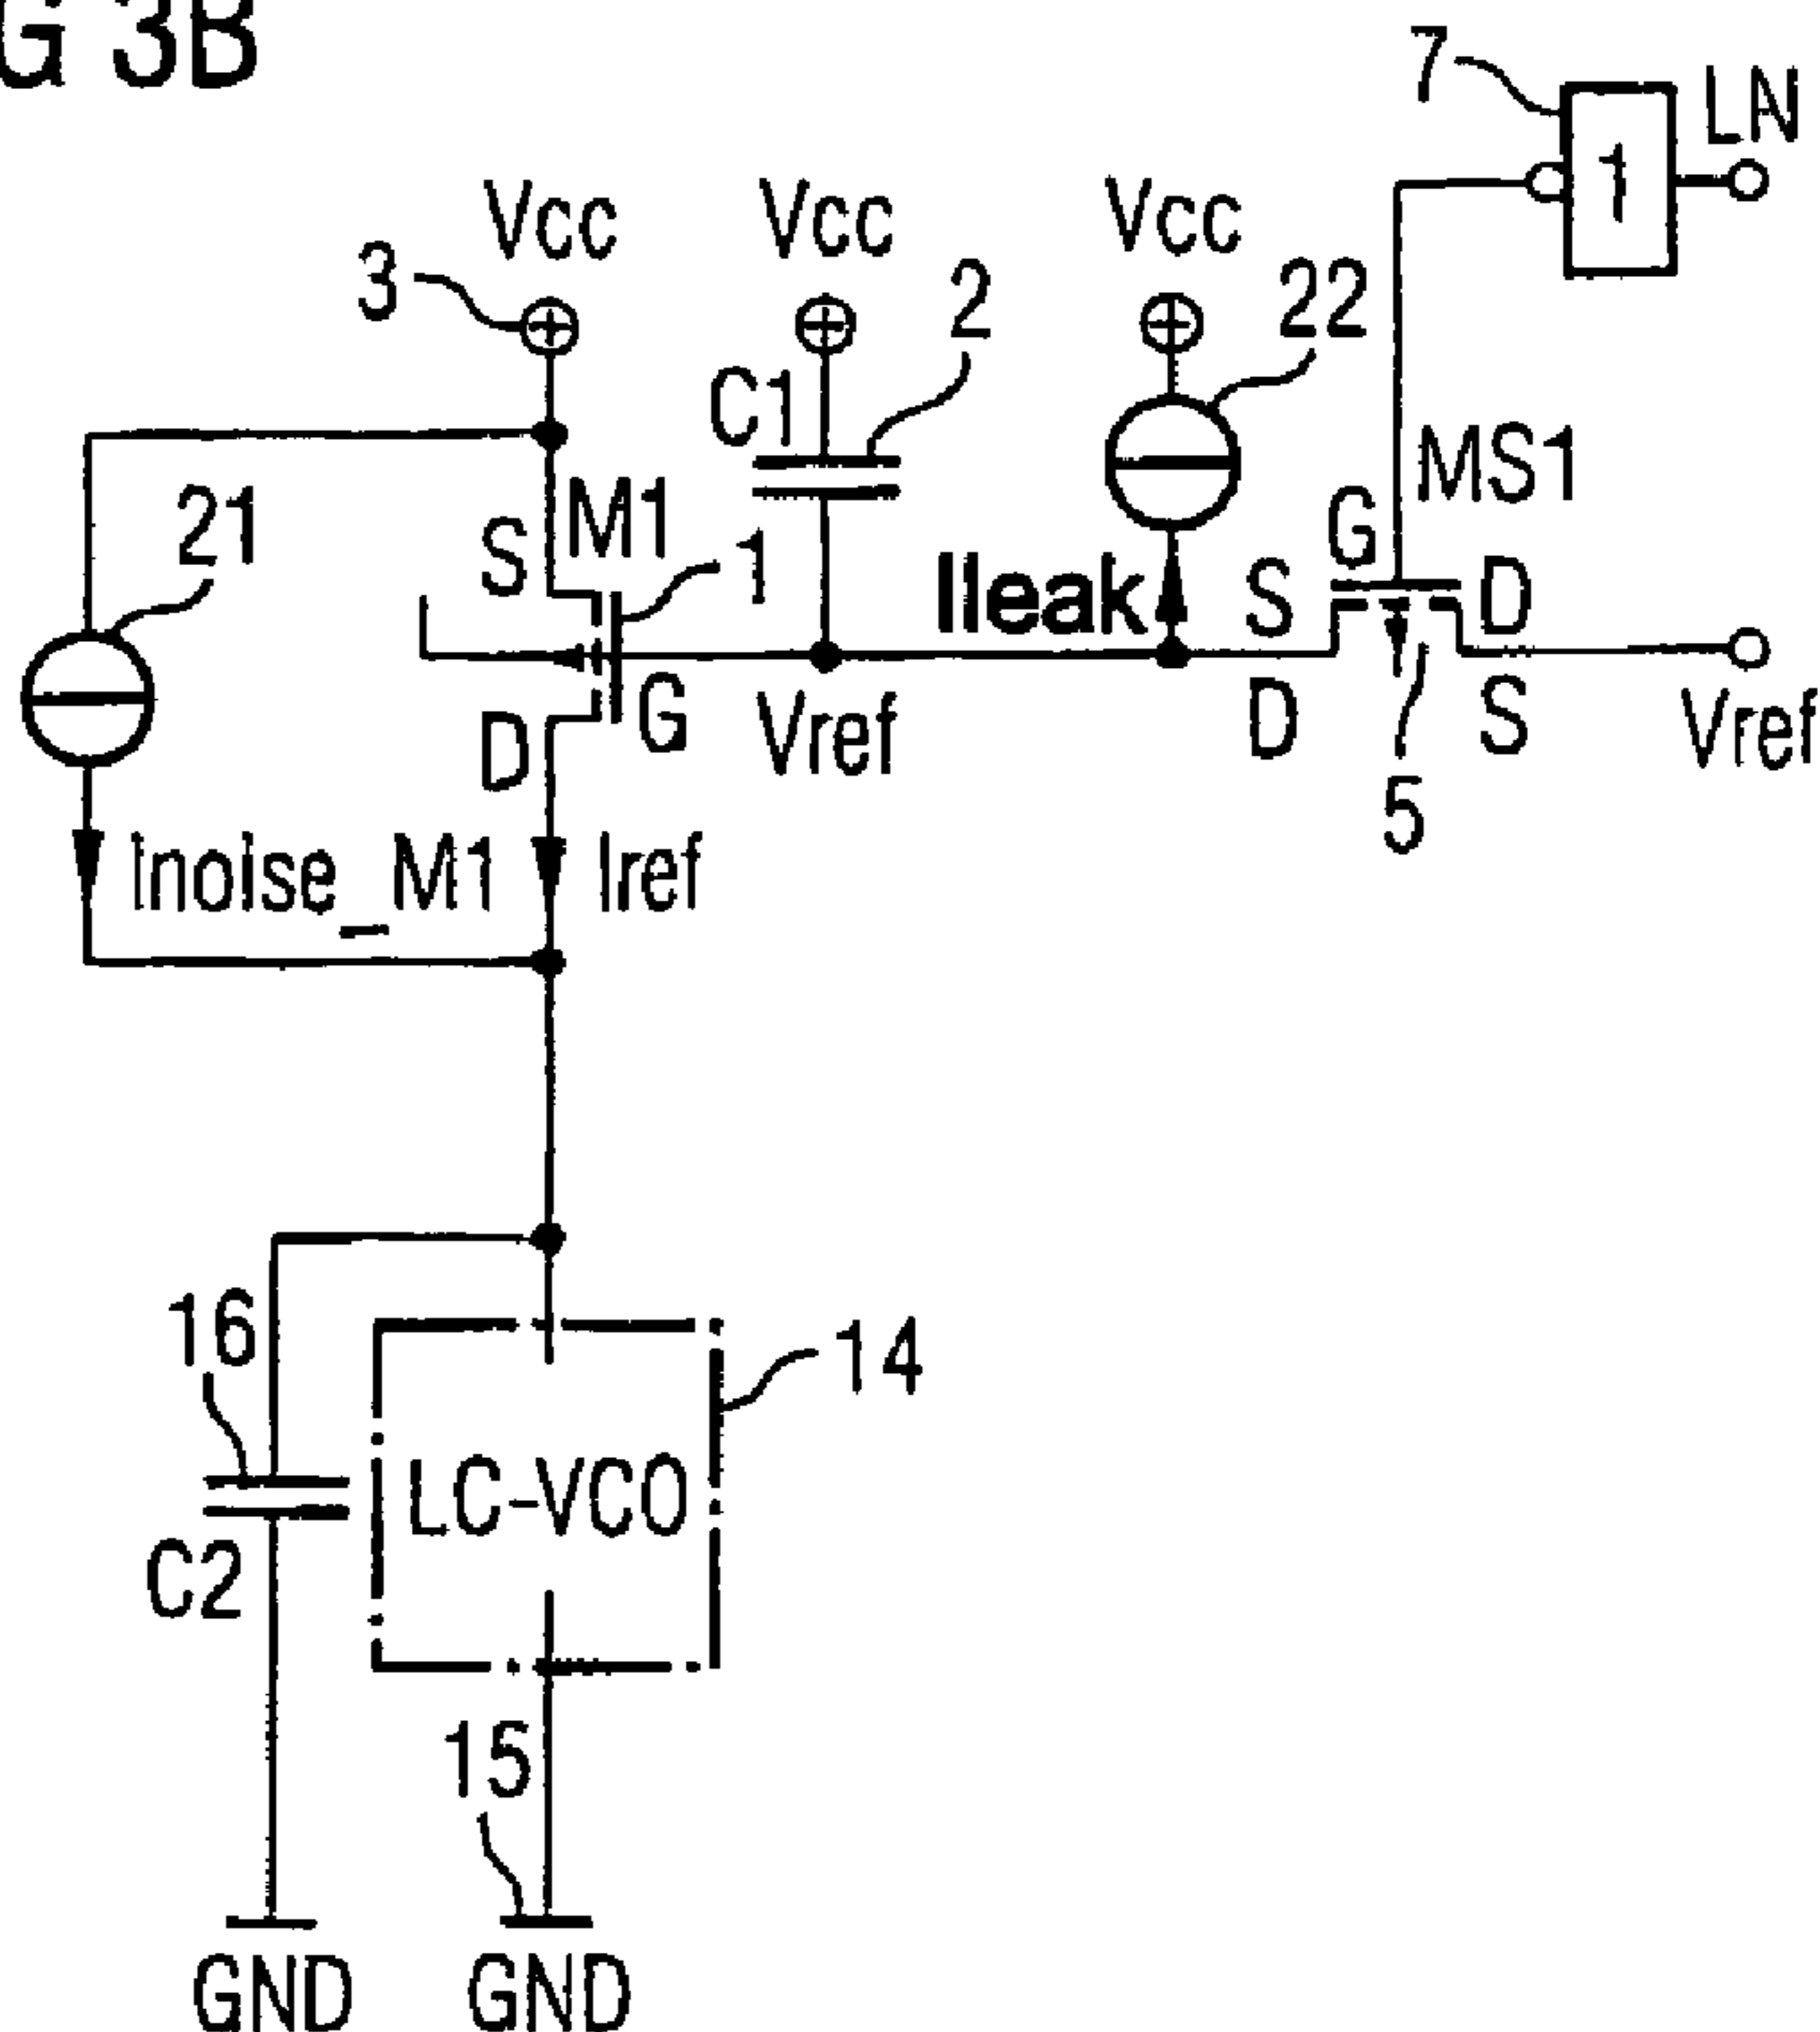 G 3B
7
LN
1
Vcc
Vcc
Vcc
3
2
22
C1
MS1
21
S
M1
1
G
Ileak
S
D
D
G
Vref
D
S
Vref
5
Inoise_M1
Iref
16
14
LC-VCO
C2
15
GND
GND